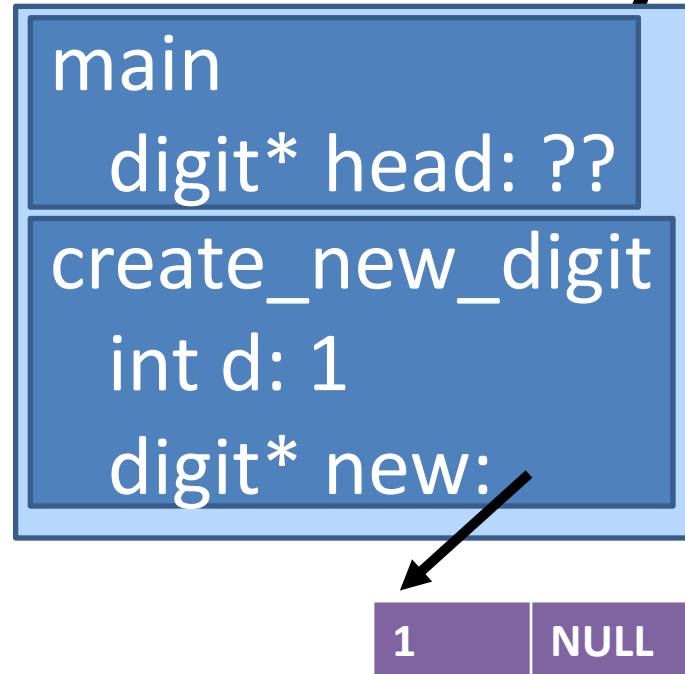 main
digit* head: ??
create_new_digit
int d: 1
digit* new:
1 NULL